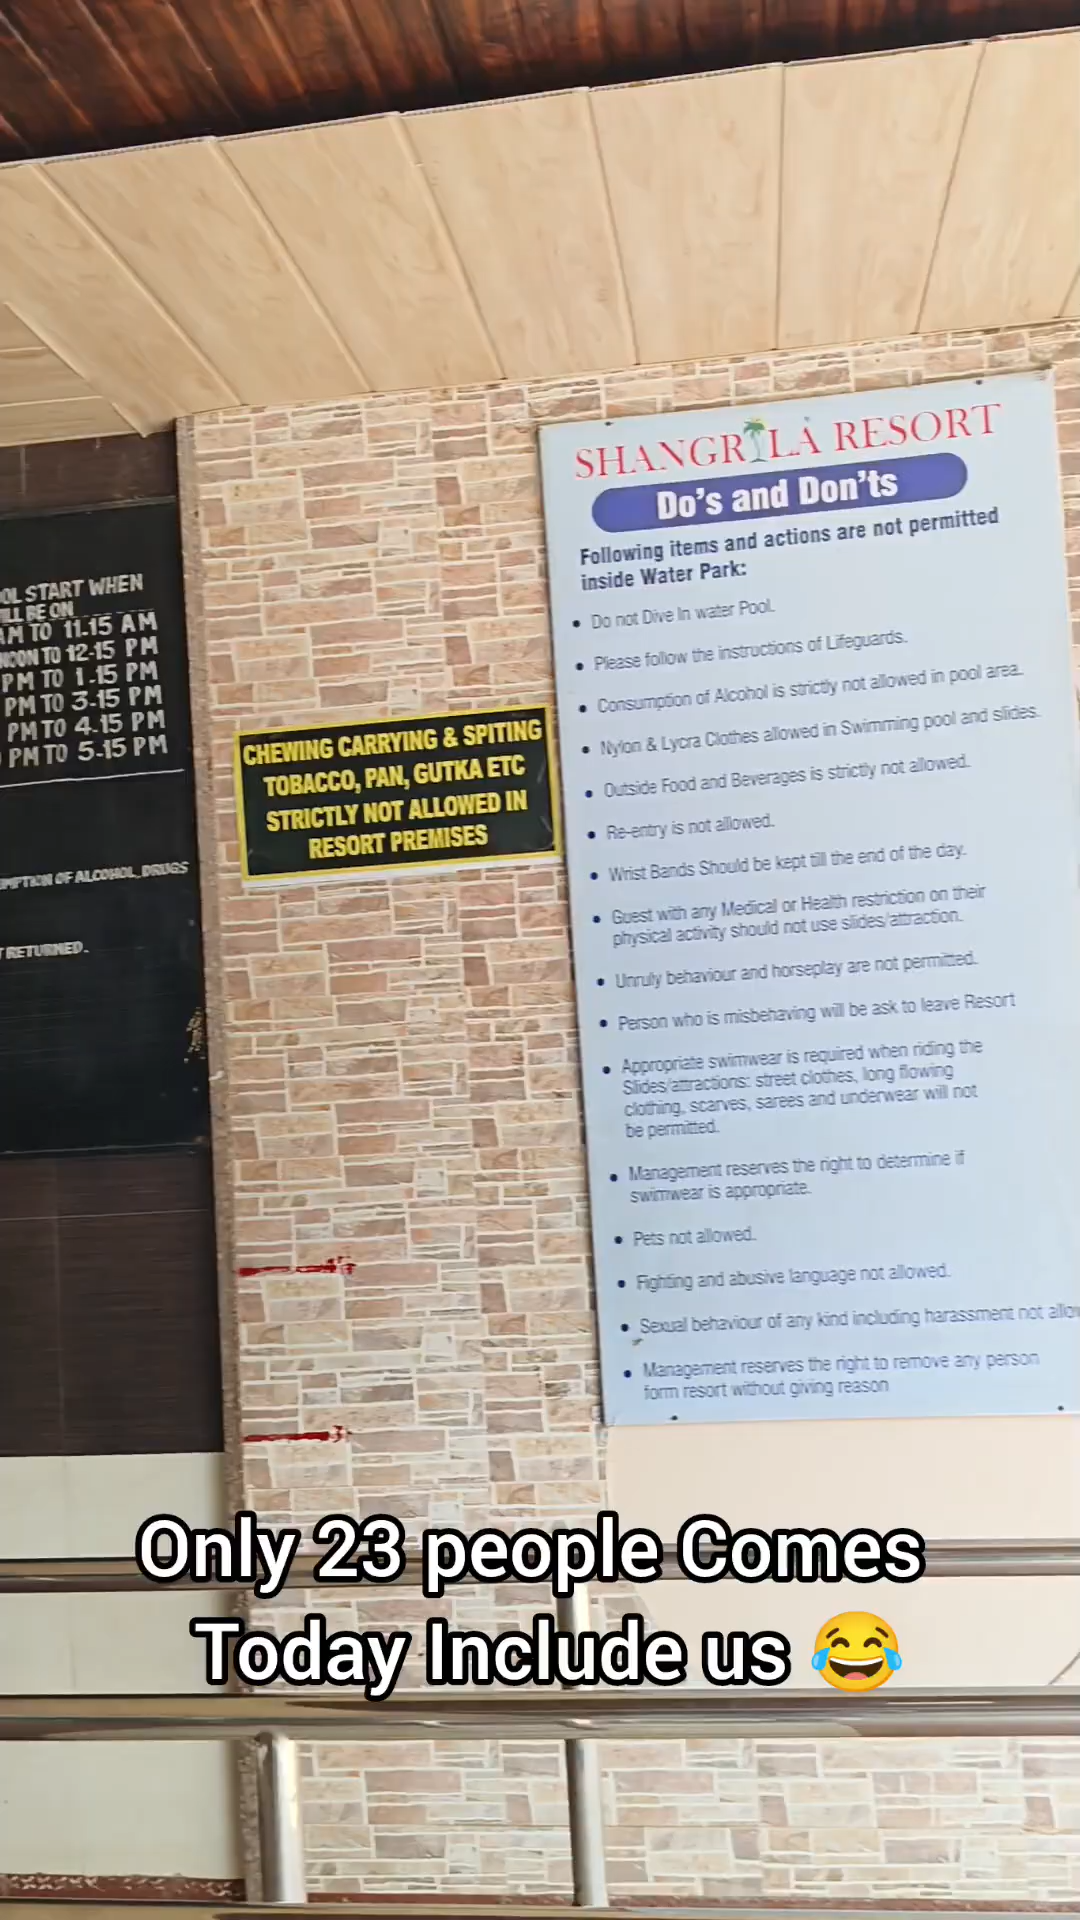 OL START WHEN
ILL BE ON
AM TO 11.15 AM
NOON TO 12-15 PM
PM TO 1-15 PM
PM TO 3-15 PM
PM TO 4.15 PM
PM TO 5-15 PM
OF ALCOHOL, DRUGS
RETURNED.
CHEWING CARRYING & SPITING
TOBACCO, PAN, GUTKA ETC
STRICTLY NOT ALLOWED IN
RESORT PREMISES
SHANGRILA RESORT
Do's and Don'ts
Following items and actions are not permitted
inside Water Park:
• Do not Dive In water Pool.
• Please follow the instructions of Lifeguards.
• Consumption of Alcohol is strictly not allowed in pool area.
• Nylon & Lycra Clothes allowed in Swimming pool and slides.
• Outside Food and Beverages is strictly not allowed.
• Re-entry is not allowed.
• Wrist Bands Should be kept till the end of the day.
• Guest with any Medical or Health restriction on their
physical activity should not use slides/attraction.
• Unruly behaviour and horseplay are not permitted.
• Person who is misbehaving will be ask to leave Resort
• Appropriate swimwear is required when riding the
Slides/attractions: street clothes, long flowing
clothing, scarves, sarees and underwear will not
be permitted.
• Management reserves the right to determine if
swimwear is appropriate.
• Pets not allowed.
• Fighting and abusive language not allowed.
• Sexual behaviour of any kind including harassment not allo
• Management reserves the right to remove any person
form resort without giving reason
Only 23 people Comes
Today Include us 😂